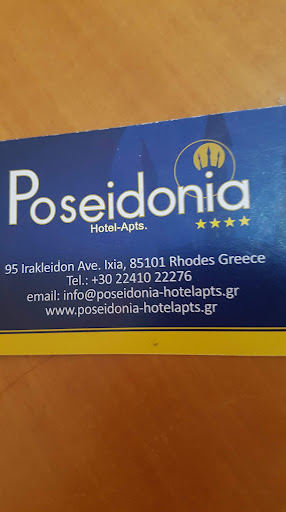 Poseidonia
Hotel-Apts.
95 Irakleidon Ave. Ixia, 85101 Rhodes Greece
Tel.: +30 22410 22276
email: info@poseidonia-hotelapts.gr
www.poseidonia-hotelapts.gr